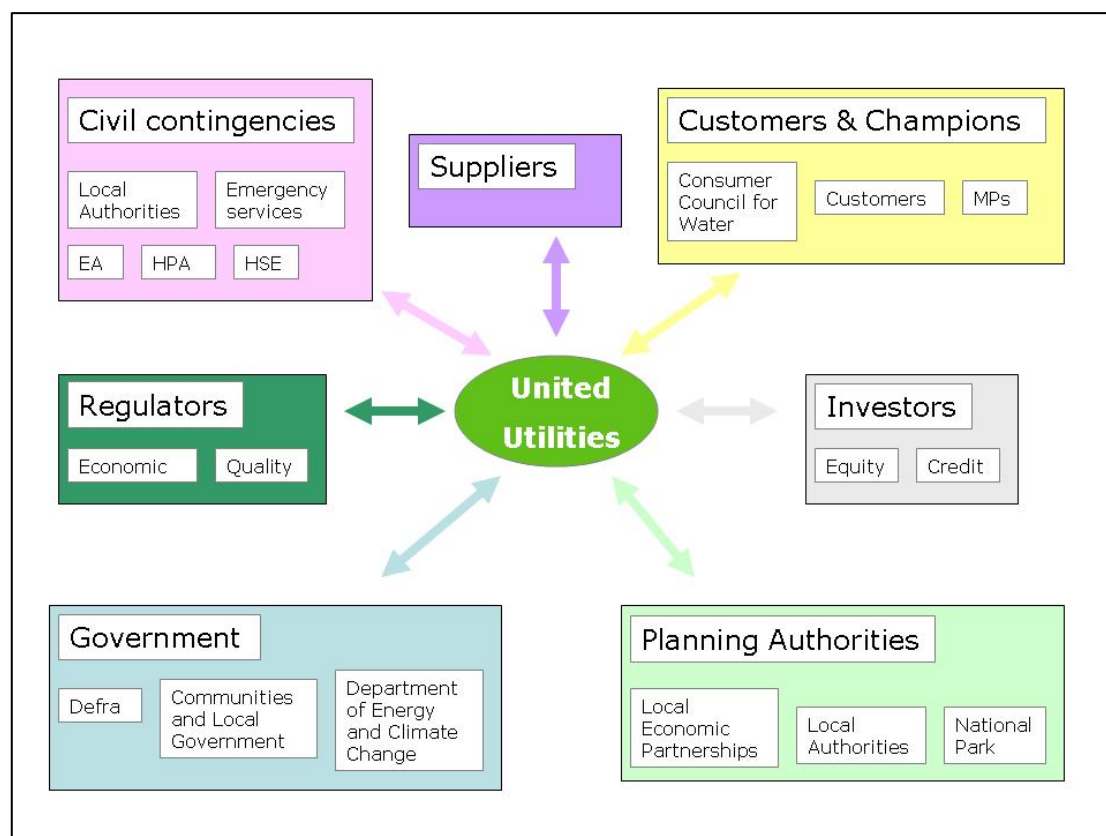 Civil contingencies
Local
Authorities
Emergency
services
EA
HPA
HSE
Suppliers
Customers & Champions
Consumer
Council for
Water
Customers
MPs
Regulators
Economic
Quality
United
Utilities
Investors
Equity
Credit
Government
Defra
Communities
and Local
Government
Department
of Energy
and Climate
Change
Planning Authorities
Local
Economic
Partnerships
Local
Authorities
National
Park